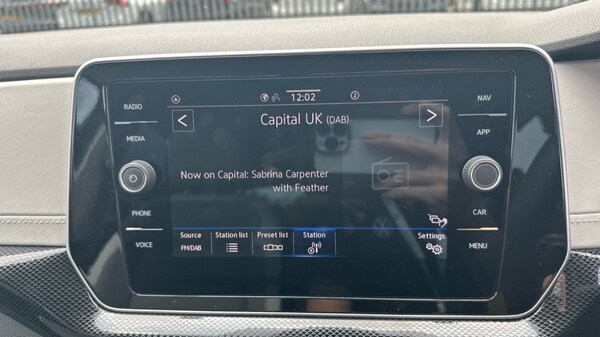 12:02
RADIO
MEDIA
PHONE
VOICE
Capital UK (DAB)
Now on Capital: Sabrina Carpenter
with Feather
Source
FM/DAB
Station list
Preset list
Station
Settings
NAV
APP
CAR
MENU